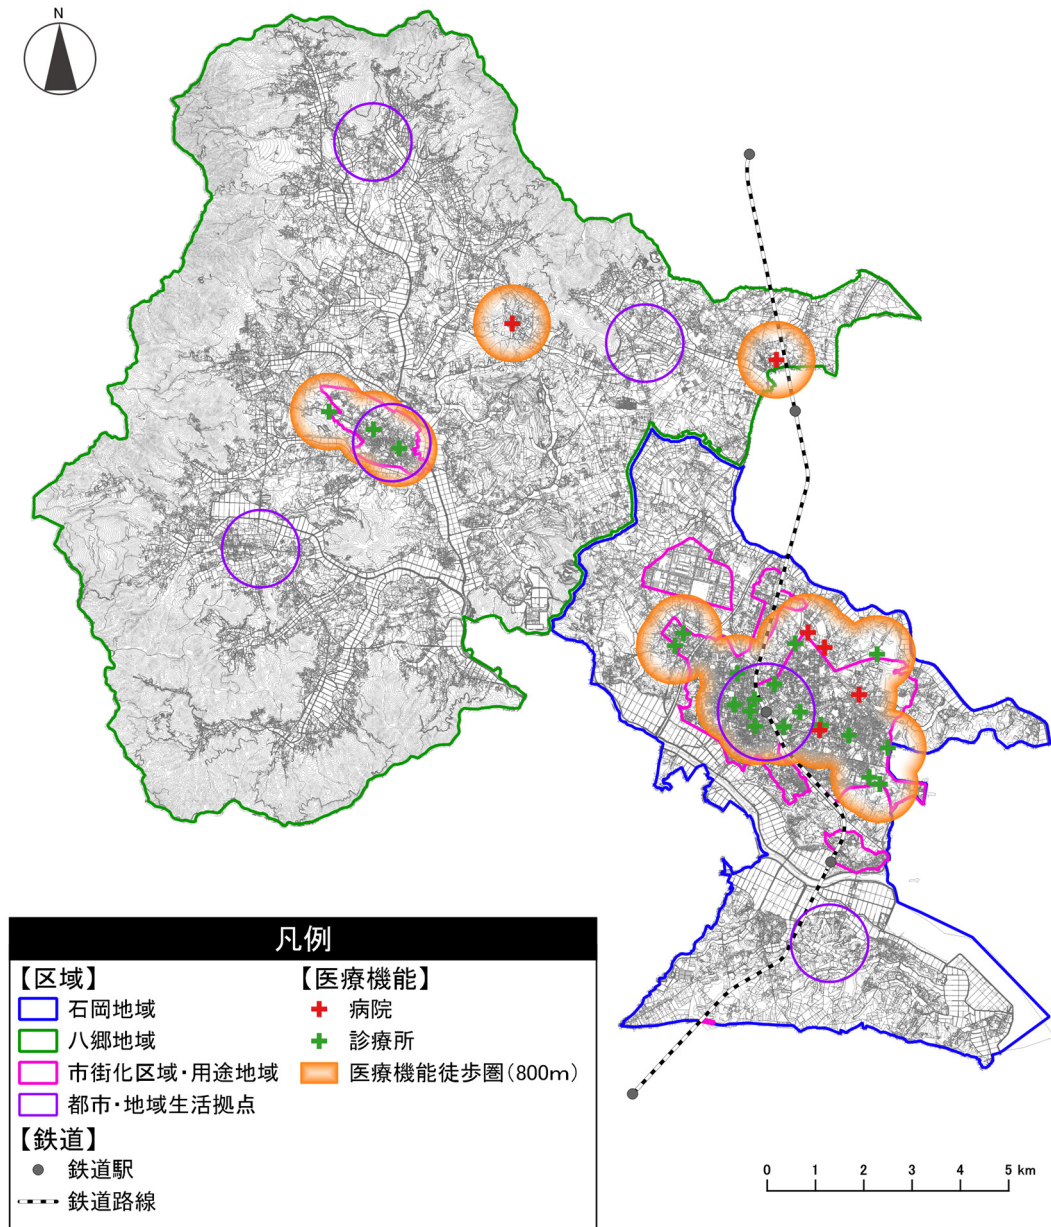 N
凡例
【区域】
石岡地域
八郷地域
市街化区域・用途地域
都市・地域生活拠点
【鉄道】
鉄道駅
鉄道路線
【医療機能】
病院
診療所
医療機能徒歩圏(800m)
0 1 2 3 4 5 km